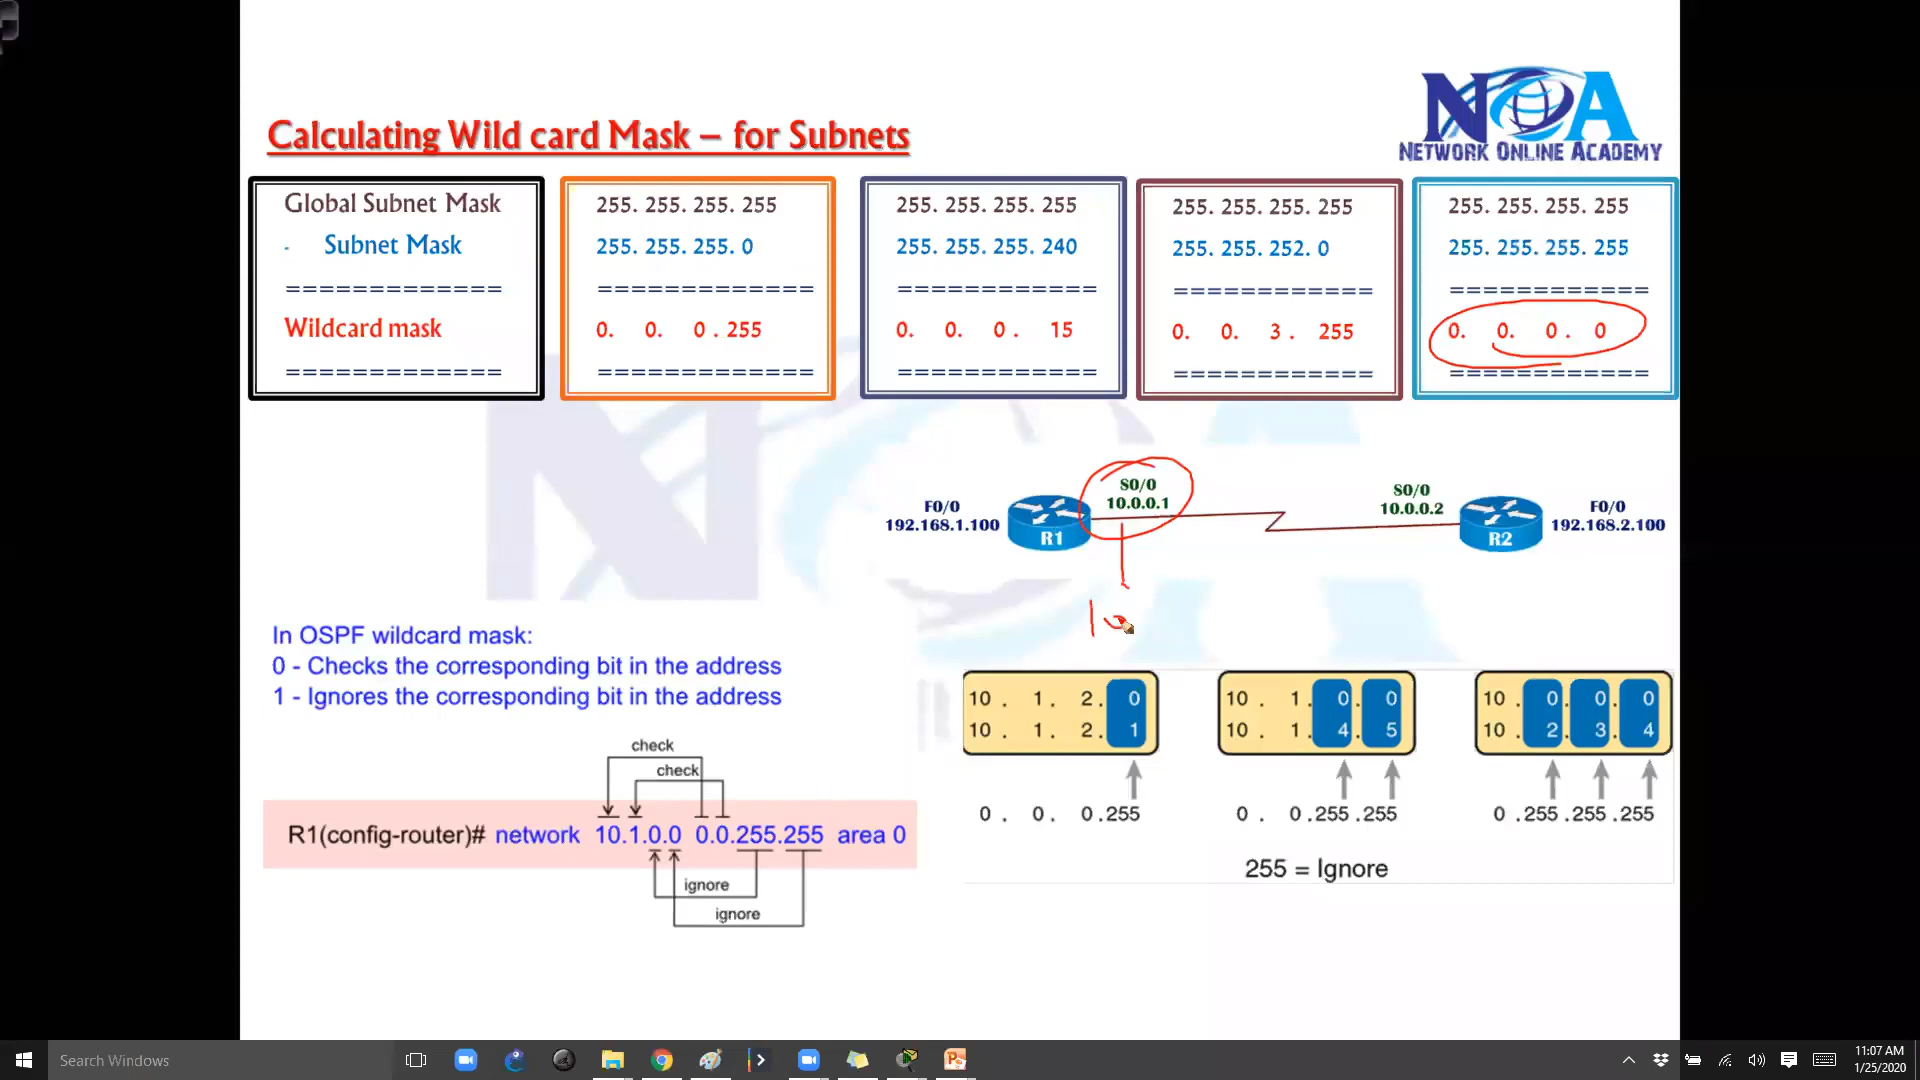 Calculating Wild card Mask – for Subnets
NOA
NETWORK ONLINE ACADEMY
Global Subnet Mask
- Subnet Mask
=============
Wildcard mask
=============
255. 255. 255. 255
255. 255. 255. 0
=============
0. 0. 0 . 255
=============
255. 255. 255. 255
255. 255. 255. 240
============
0. 0. 0 . 15
============
255. 255. 255. 255
255. 255. 252. 0
============
0. 0. 3 . 255
============
255. 255. 255. 255
255. 255. 255. 255
============
0. 0. 0 . 0
============
F0/0
192.168.1.100
R1
S0/0
10.0.0.1
S0/0
10.0.0.2
R2
F0/0
192.168.2.100
10
In OSPF wildcard mask:
0 - Checks the corresponding bit in the address
1 - Ignores the corresponding bit in the address
check
check
R1(config-router)# network 10.1.0.0 0.0.255.255 area 0
ignore
ignore
10 . 1 . 2 . 0
10 . 1 . 2 . 1
0 . 0 . 0 .255
10 . 1 . 0 . 0
10 . 1 . 4 . 5
0 . 0 .255 .255
10 . 0 . 0 . 0
10 . 2 . 3 . 4
0 .255 .255 .255
255 = Ignore
Search Windows
11:07 AM
1/25/2020